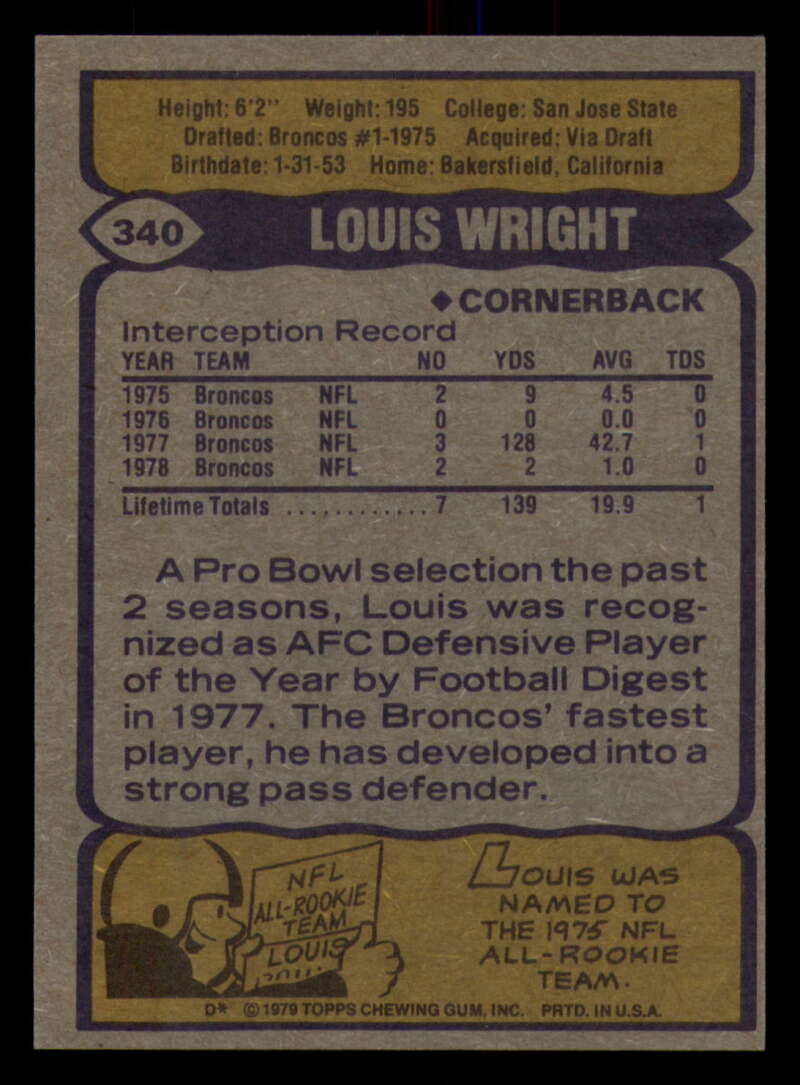 Height: 6'2" Weight: 195 College: San Jose State
Drafted: Broncos #1-1975 Acquired: Via Draft
Birthdate: 1-31-53 Home: Bakersfield, California
340 LOUIS WRIGHT
◆CORNERBACK
Interception Record
YEAR TEAM NO YDS AVG TDS
1975 Broncos NFL 2 9 4.5 0
1976 Broncos NFL 0 0 0.0 0
1977 Broncos NFL 3 128 42.7 1
1978 Broncos NFL 2 2 1.0 0
Lifetime Totals ............ 7 139 19.9 1
A Pro Bowl selection the past
2 seasons, Louis was recog-
nized as AFC Defensive Player
of the Year by Football Digest
in 1977. The Broncos' fastest
player, he has developed into a
strong pass defender.
NFL
ALL-ROOKIE
TEAM
LOUIS
LOUIS WAS
NAMED TO
THE 1975 NFL
ALL-ROOKIE
TEAM.
D* © 1979 TOPPS CHEWING GUM, INC. PRTD. IN U.S.A.